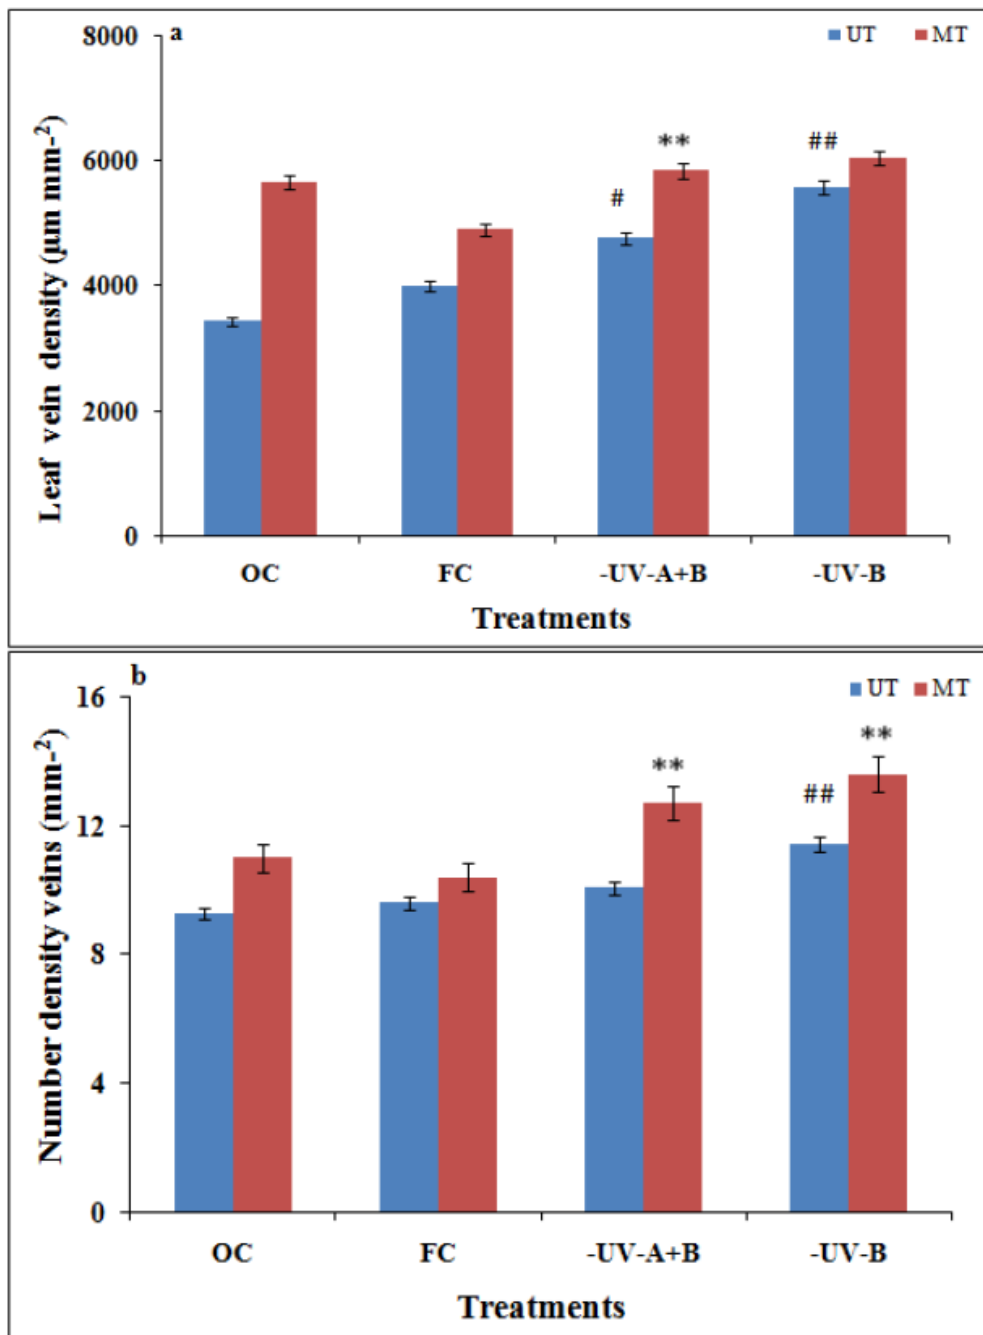 a
UT MT
8000
6000
4000
2000
0
Leaf vein density (µm mm-²)
# ** ##
OC FC -UV-A+B -UV-B
Treatments
b
UT MT
16
12
8
4
0
Number density veins (mm-²)
** ## **
OC FC -UV-A+B -UV-B
Treatments